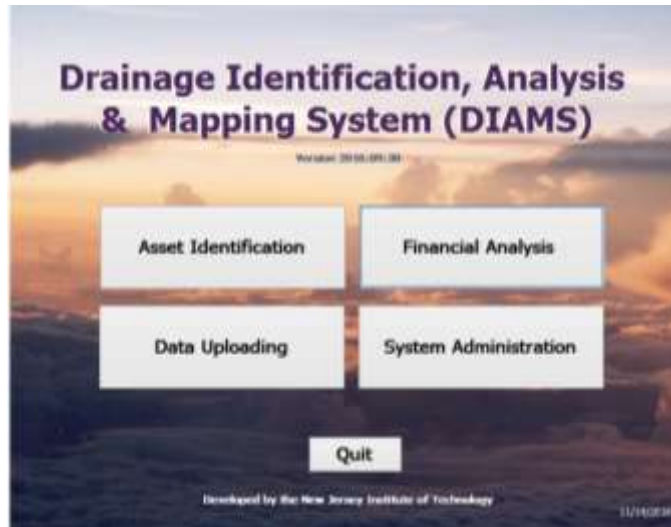 Drainage Identification, Analysis
& Mapping System (DIAMS)
Asset Identification
Financial Analysis
Data Uploading
System Administration
Quit
Developed by the New Jersey Institute of Technology